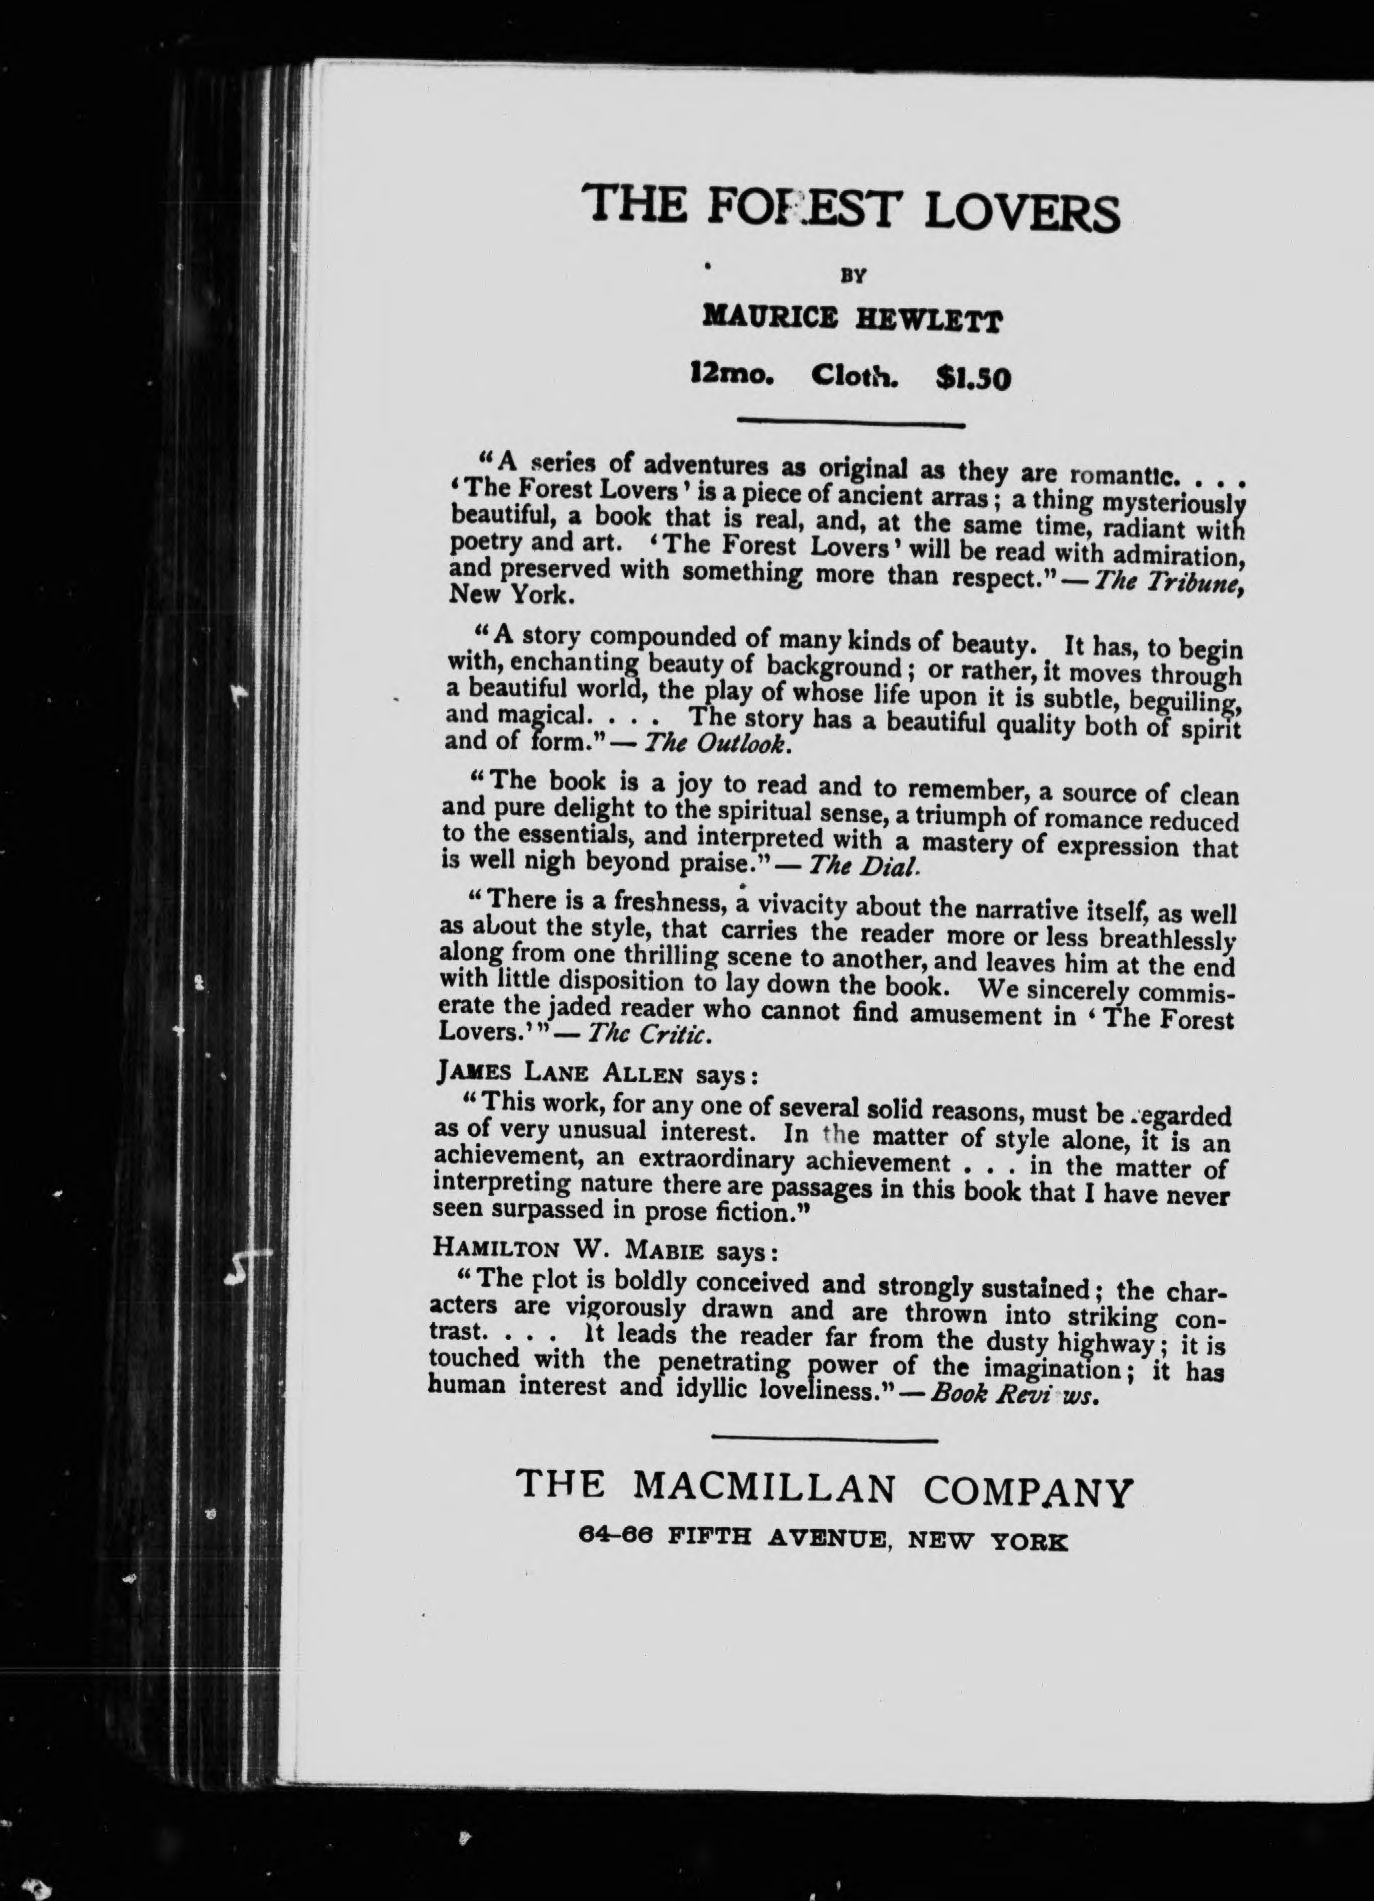 THE FOREST LOVERS
BY
MAURICE HEWLETT
12mo. Cloth. $1.50
“A series of adventures as original as they are romantic. . . .
‘The Forest Lovers’ is a piece of ancient arras; a thing mysteriously
beautiful, a book that is real, and, at the same time, radiant with
poetry and art. ‘The Forest Lovers’ will be read with admiration,
and preserved with something more than respect.”—The Tribune,
New York.
“A story compounded of many kinds of beauty. It has, to begin
with, enchanting beauty of background; or rather, it moves through
a beautiful world, the play of whose life upon it is subtle, beguiling,
and magical. . . . The story has a beautiful quality both of spirit
and of form.”—The Outlook.
“The book is a joy to read and to remember, a source of clean
and pure delight to the spiritual sense, a triumph of romance reduced
to the essentials, and interpreted with a mastery of expression that
is well nigh beyond praise.”—The Dial.
“There is a freshness, a vivacity about the narrative itself, as well
as about the style, that carries the reader more or less breathlessly
along from one thrilling scene to another, and leaves him at the end
with little disposition to lay down the book. We sincerely commis-
erate the jaded reader who cannot find amusement in ‘The Forest
Lovers.’”—The Critic.
JAMES LANE ALLEN says:
“This work, for any one of several solid reasons, must be regarded
as of very unusual interest. In the matter of style alone, it is an
achievement, an extraordinary achievement . . . in the matter of
interpreting nature there are passages in this book that I have never
seen surpassed in prose fiction.”
HAMILTON W. MABIE says:
“The plot is boldly conceived and strongly sustained; the char-
acters are vigorously drawn and are thrown into striking con-
trast. . . . It leads the reader far from the dusty highway; it is
touched with the penetrating power of the imagination; it has
human interest and idyllic loveliness.”—Book Reviews.
THE MACMILLAN COMPANY
64–66 FIFTH AVENUE, NEW YORK